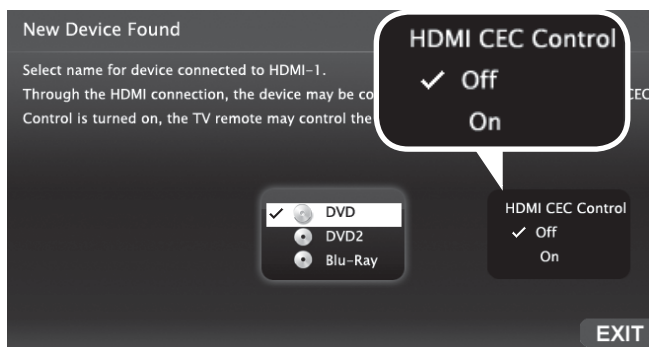 New Device Found
Select name for device connected to HDMI-1.
Through the HDMI connection, the device may be co
CEC
Control is turned on, the TV remote may control the
HDMI CEC Control
✓ Off
On
✓ DVD
DVD2
Blu-Ray
HDMI CEC Control
✓ Off
On
EXIT